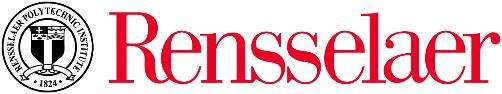 RENSSELAER POLYTECHNIC INSTITUTE
· 1824 ·
Rensselaer